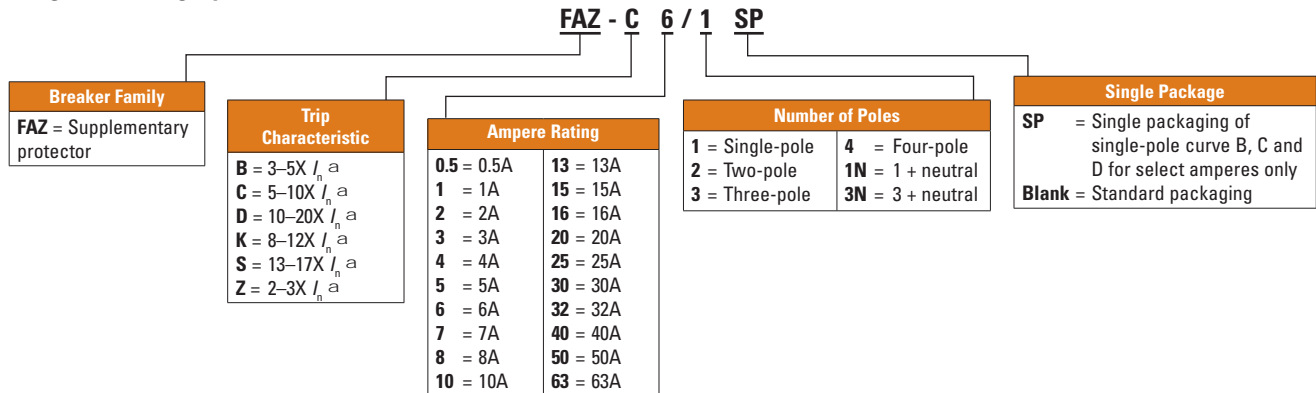 FAZ - C 6 / 1 SP
Breaker Family
FAZ = Supplementary
protector
Trip
Characteristic
B = 3–5X Iₙ a
C = 5–10X Iₙ a
D = 10–20X Iₙ a
K = 8–12X Iₙ a
S = 13–17X Iₙ a
Z = 2–3X Iₙ a
Ampere Rating
0.5 = 0.5A
1 = 1A
2 = 2A
3 = 3A
4 = 4A
5 = 5A
6 = 6A
7 = 7A
8 = 8A
10 = 10A
13 = 13A
15 = 15A
16 = 16A
20 = 20A
25 = 25A
30 = 30A
32 = 32A
40 = 40A
50 = 50A
63 = 63A
Number of Poles
1 = Single-pole
2 = Two-pole
3 = Three-pole
4 = Four-pole
1N = 1 + neutral
3N = 3 + neutral
Single Package
SP = Single packaging of
single-pole curve B, C and
D for select amperes only
Blank = Standard packaging